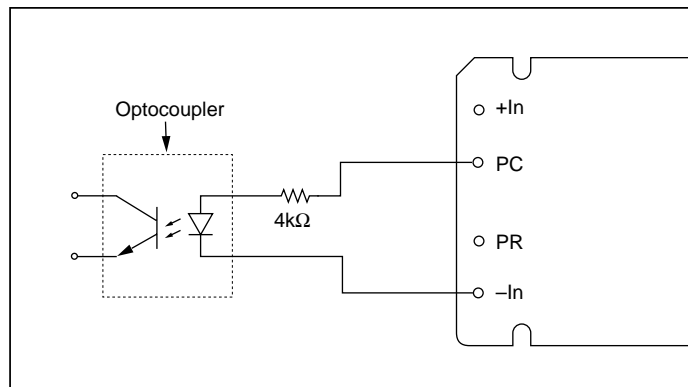 Optocoupler
4kΩ
+In
PC
PR
–In